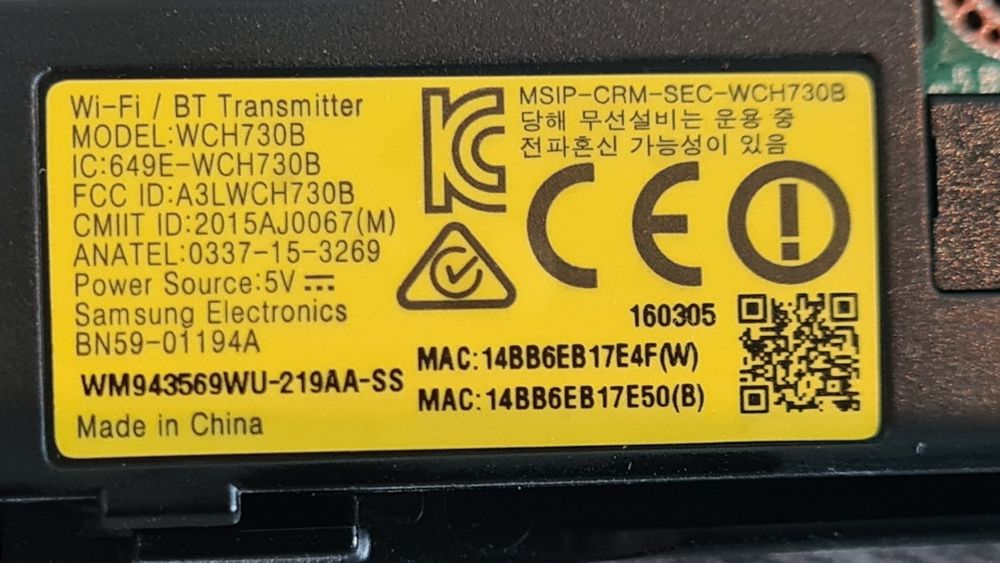 Wi-Fi / BT Transmitter
MODEL:WCH730B
IC:649E-WCH730B
FCC ID:A3LWCH730B
CMIIT ID:2015AJ0067(M)
ANATEL:0337-15-3269
Power Source:5V ⎓
Samsung Electronics
BN59-01194A
WM943569WU-219AA-SS
Made in China
MSIP-CRM-SEC-WCH730B
당해 무선설비는 운용 중
전파혼신 가능성이 있음
KC
CE
160305
MAC:14BB6EB17E4F(W)
MAC:14BB6EB17E50(B)